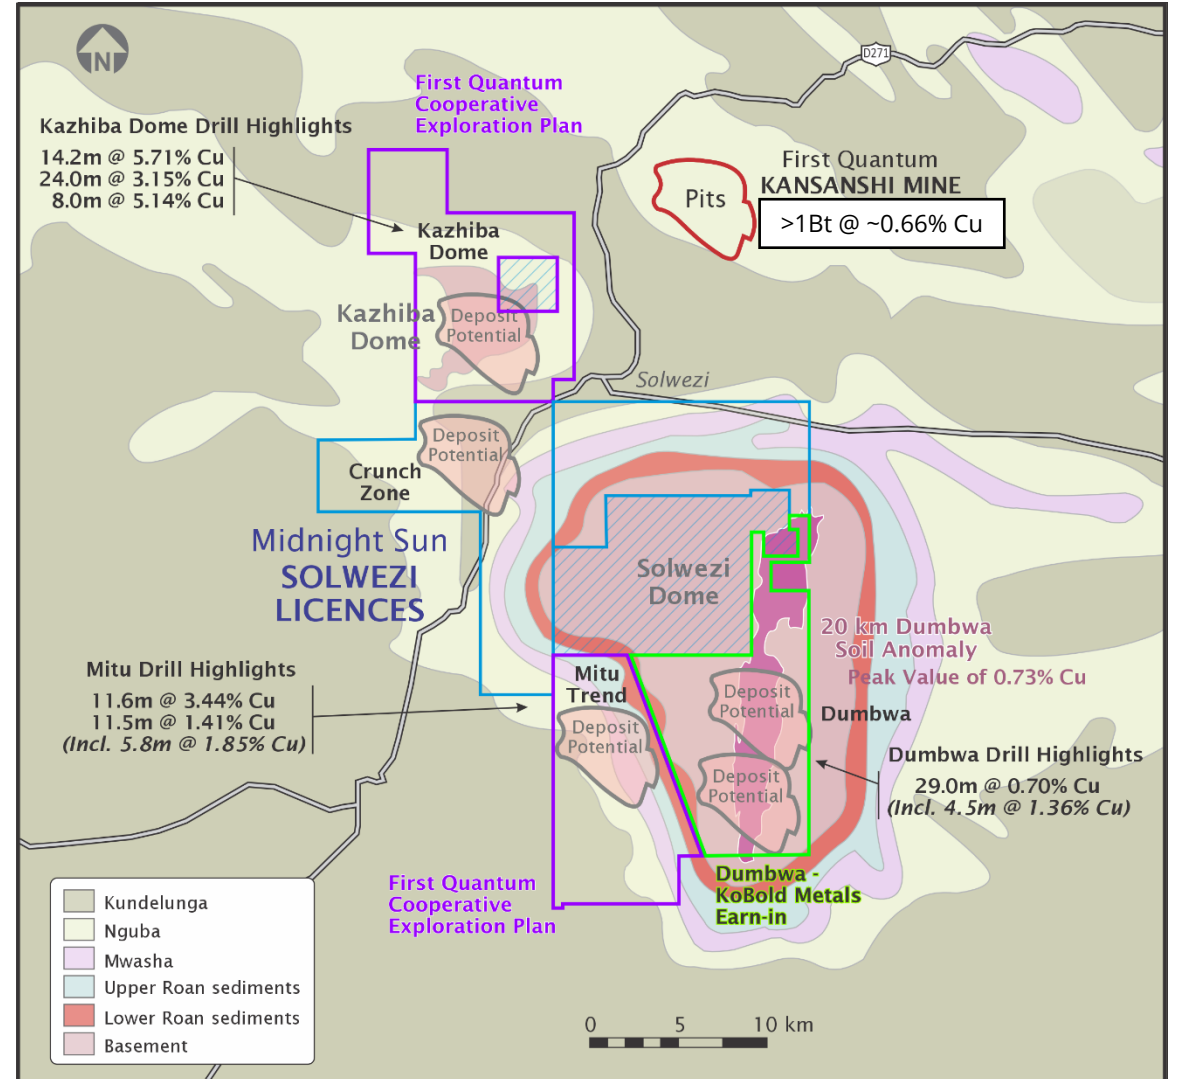 N
D271
First Quantum
Cooperative
Exploration Plan
Kazhiba Dome Drill Highlights
14.2m @ 5.71% Cu
24.0m @ 3.15% Cu
8.0m @ 5.14% Cu
First Quantum
KANSANSHI MINE
>1Bt @ ~0.66% Cu
Pits
Kazhiba
Dome
Kazhiba
Dome
Deposit
Potential
Solwezi
Deposit
Potential
Crunch
Zone
Midnight Sun
SOLWEZI
LICENCES
Solwezi
Dome
20 km Dumbwa
Soil Anomaly
Peak Value of 0.73% Cu
Mitu Drill Highlights
11.6m @ 3.44% Cu
11.5m @ 1.41% Cu
(Incl. 5.8m @ 1.85% Cu)
Mitu
Trend
Deposit
Potential
Deposit
Potential
Dumbwa
Deposit
Potential
Dumbwa Drill Highlights
29.0m @ 0.70% Cu
(Incl. 4.5m @ 1.36% Cu)
First Quantum
Cooperative
Exploration Plan
Dumbwa -
KoBold Metals
Earn-in
Kundelunga
Nguba
Mwasha
Upper Roan sediments
Lower Roan sediments
Basement
0 5 10 km